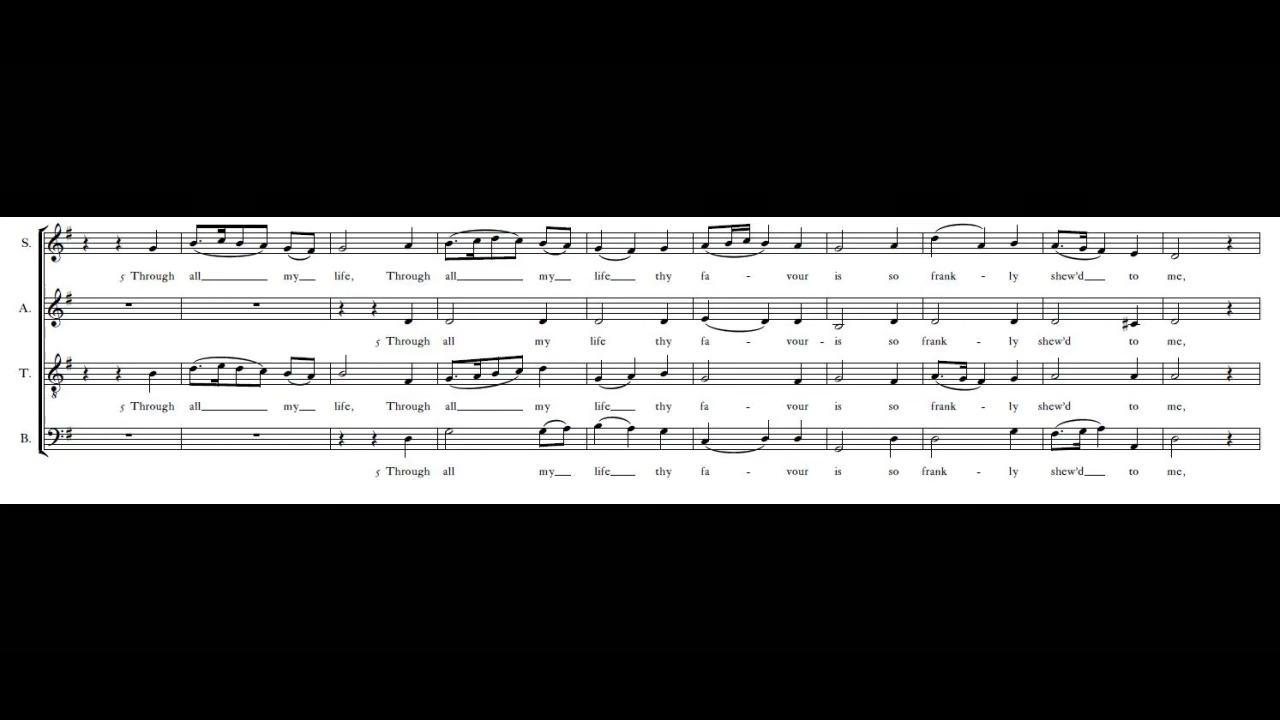 S.
5 Through all my life, Through all my life thy fa - vour is so frank - ly shew'd to me,
A.
5 Through all my life thy fa - vour - is so frank - ly shew'd to me,
T.
8
5 Through all my life, Through all my life thy fa - vour is so frank - ly shew'd to me,
B.
5 Through all my life thy fa - vour is so frank - ly shew'd to me,